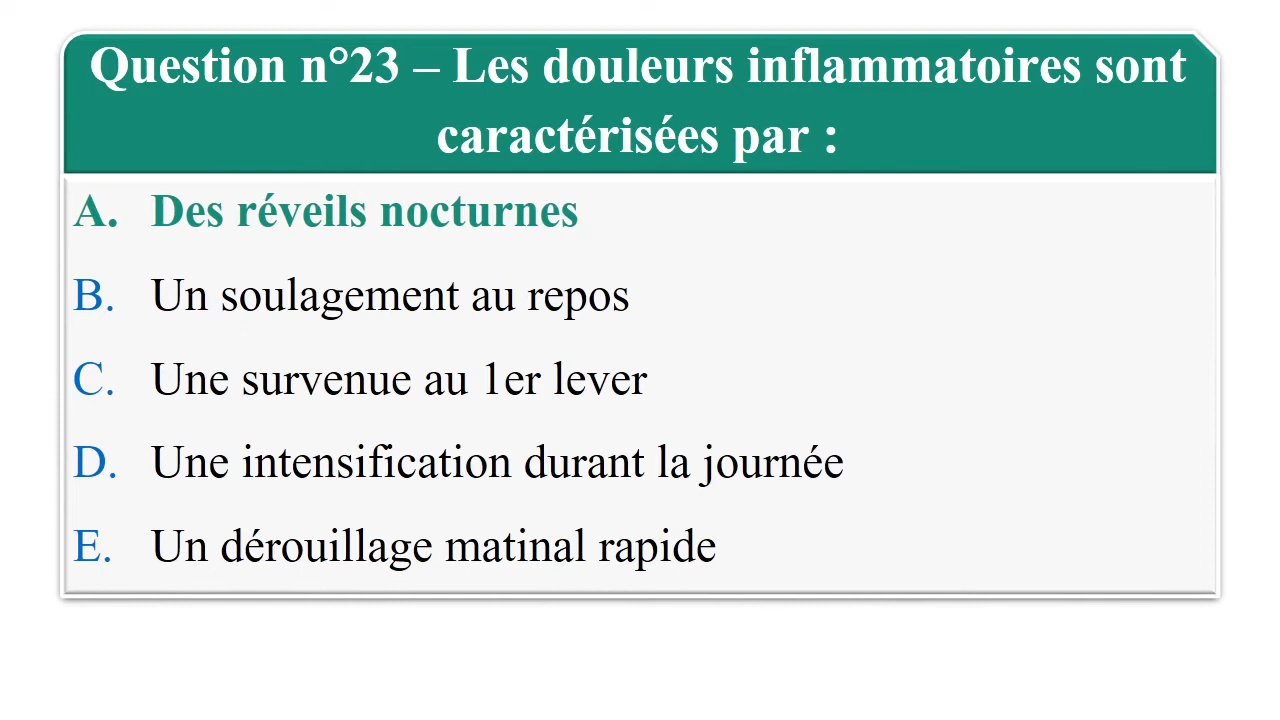 Question n°23 – Les douleurs inflammatoires sont
caractérisées par :
A. Des réveils nocturnes
B. Un soulagement au repos
C. Une survenue au 1er lever
D. Une intensification durant la journée
E. Un dérouillage matinal rapide